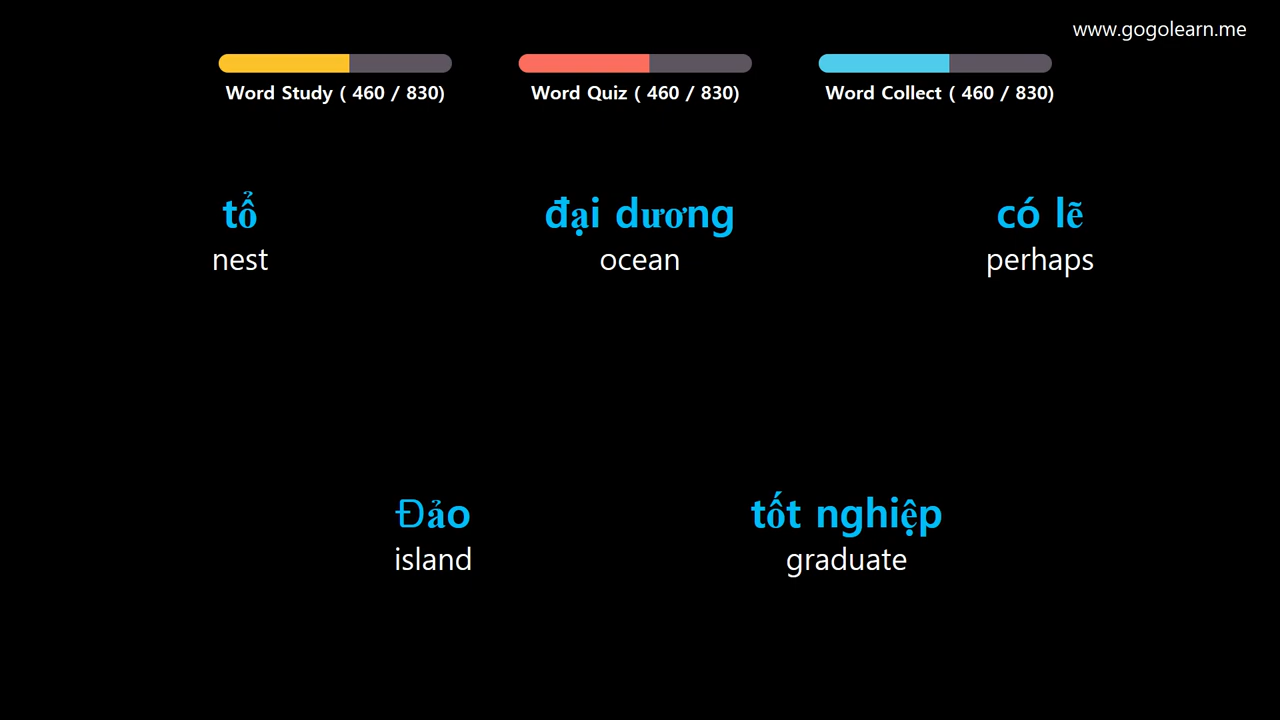 www.gogolearn.me
Word Study ( 460 / 830)
Word Quiz ( 460 / 830)
Word Collect ( 460 / 830)
tổ
nest
đại dương
ocean
có lẽ
perhaps
Đảo
island
tốt nghiệp
graduate